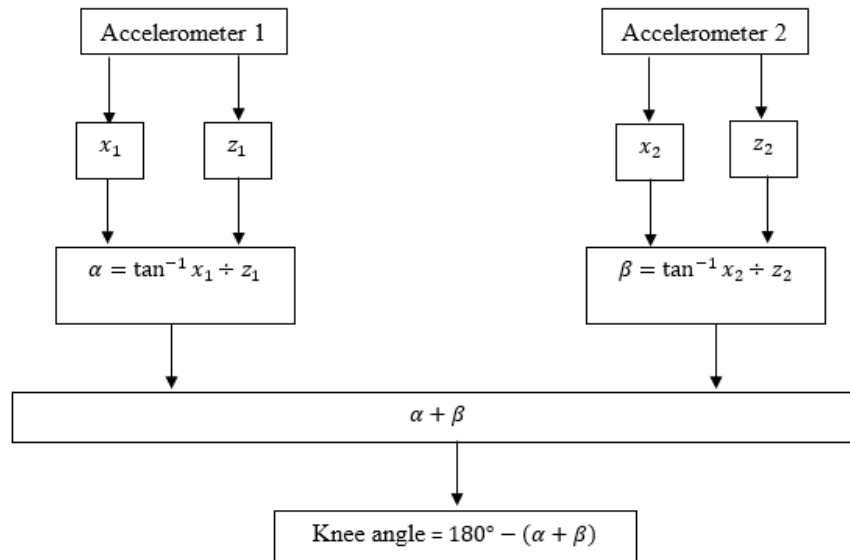 Accelerometer 1
Accelerometer 2
x₁
z₁
x₂
z₂
α = tan⁻¹ x₁ ÷ z₁
β = tan⁻¹ x₂ ÷ z₂
α + β
Knee angle = 180° − (α + β)